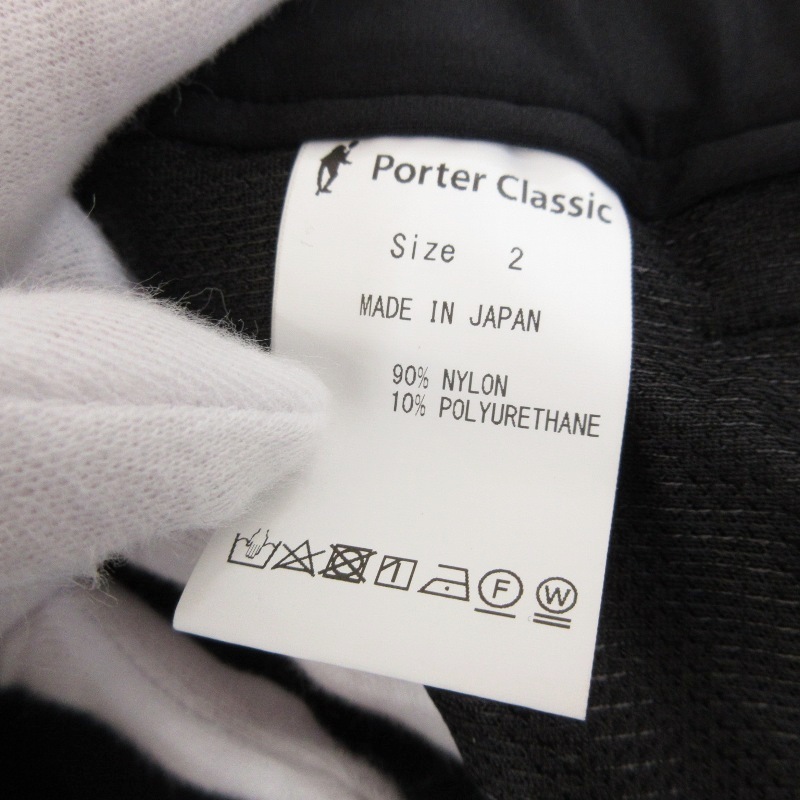 Porter Classic
Size 2
MADE IN JAPAN
90% NYLON
10% POLYURETHANE
F W